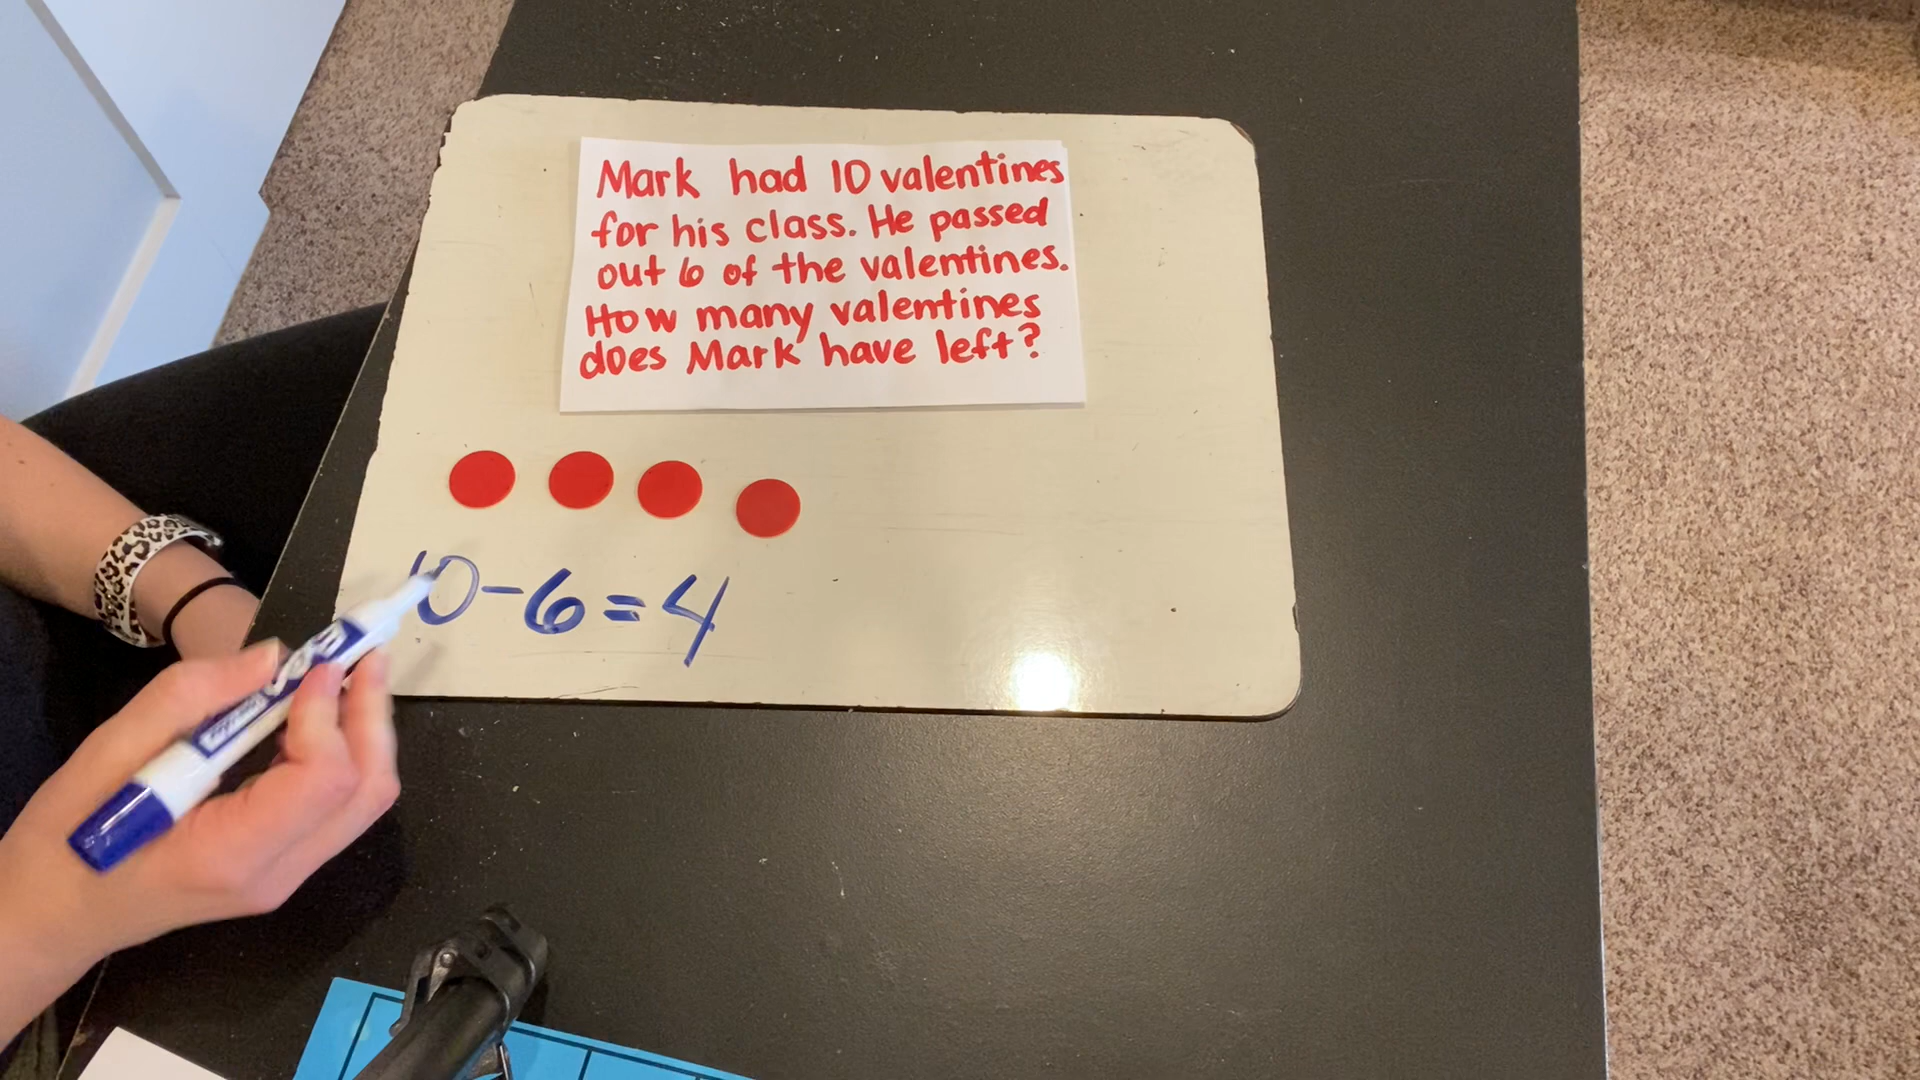 Mark had 10 valentines
for his class. He passed
out 6 of the valentines.
How many valentines
does Mark have left?
10-6=4
EXPO